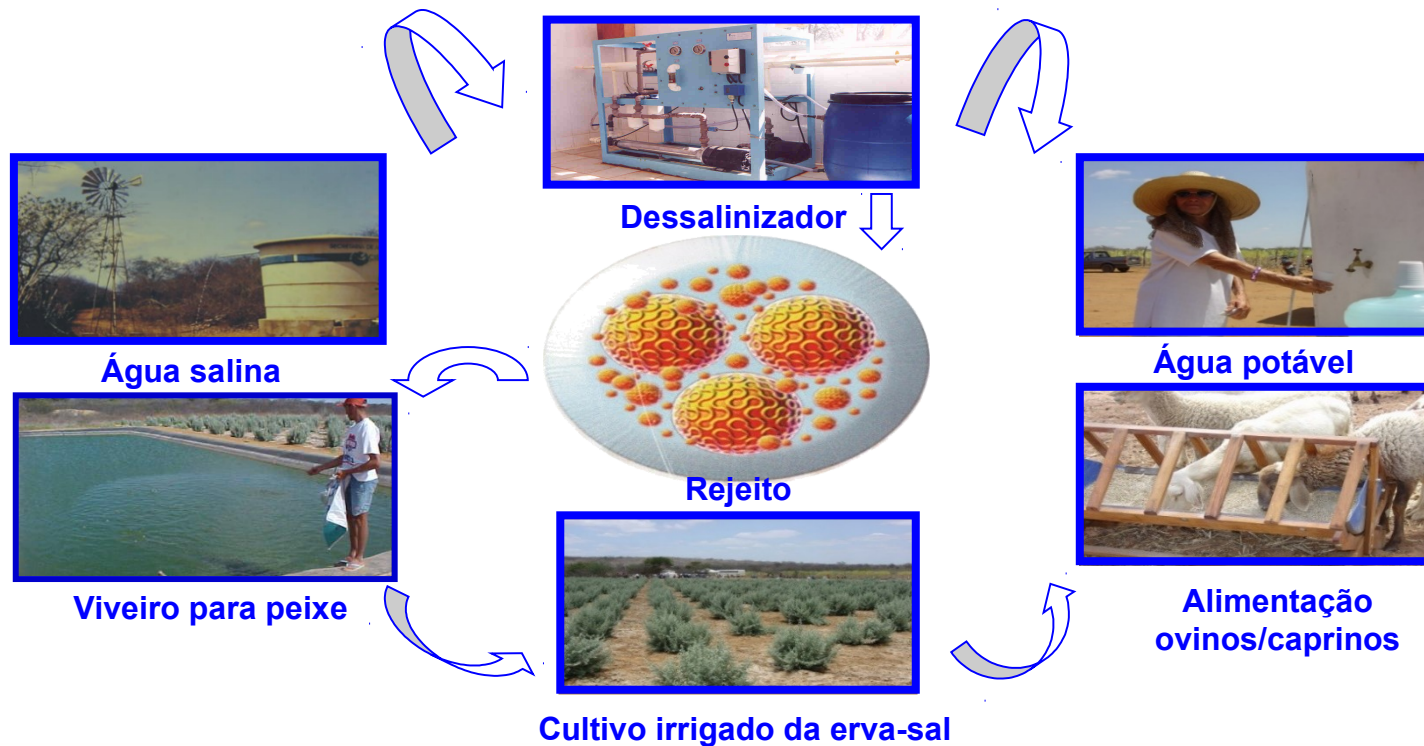 Dessalinizador
Água salina
Água potável
Rejeito
Viveiro para peixe
Alimentação
ovinos/caprinos
Cultivo irrigado da erva-sal